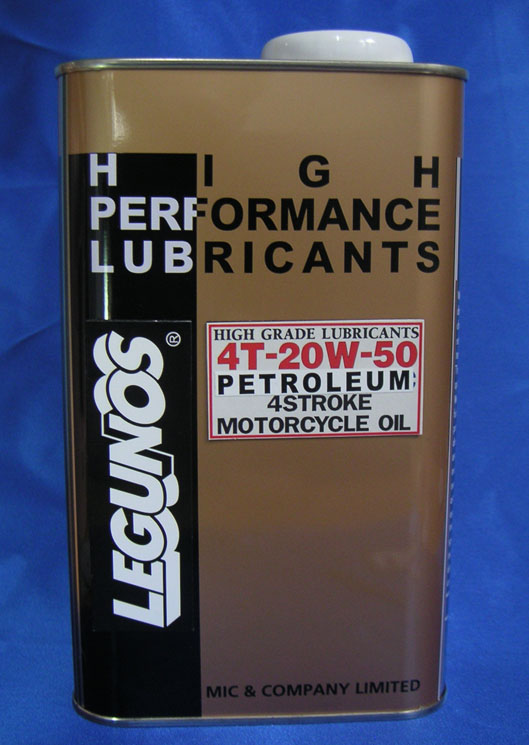 HIGH
PERFORMANCE
LUBRICANTS
LEGUNOS®
HIGH GRADE LUBRICANTS
4T-20W-50
PETROLEUM
4STROKE
MOTORCYCLE OIL
MIC & COMPANY LIMITED